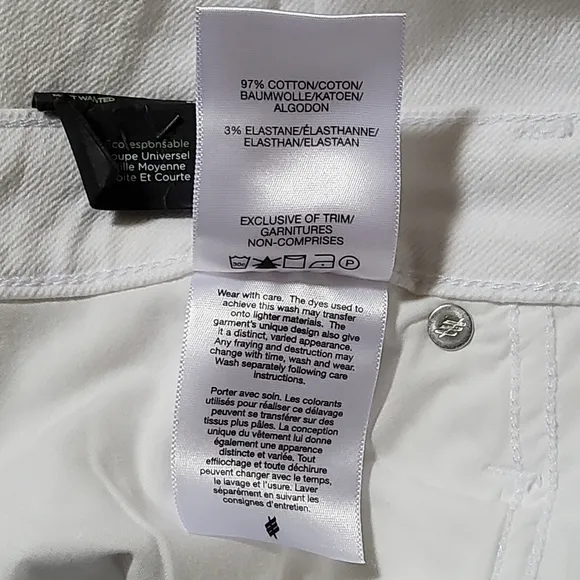 T WANTED
coresponsable
oupe Universel
lle Moyenne
oite Et Courte
97% COTTON/COTON/
BAUMWOLLE/KATOEN/
ALGODON
3% ELASTANE/ÉLASTHANNE/
ELASTHAN/ELASTAAN
EXCLUSIVE OF TRIM/
GARNITURES
NON-COMPRISES
P
Wear with care. The dyes used to
achieve this wash may transfer
onto lighter materials. The
garment's unique design also give
it a distinct, varied appearance.
Any fraying and destruction may
change with time, wash and wear.
Wash separately following care
instructions.
Porter avec soin. Les colorants
utilisés pour réaliser ce délavage
peuvent se transférer sur des
tissus plus pâles. La conception
unique du vêtement lui donne
également une apparence
distincte et variée. Tout
effilochage et toute déchirure
peuvent changer avec le temps,
le lavage et l'usure. Laver
séparément en suivant les
consignes d'entretien.